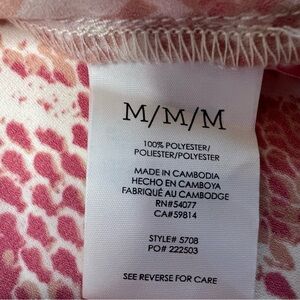 M/M/M
100% POLYESTER/
POLIESTER/POLYESTER
MADE IN CAMBODIA
HECHO EN CAMBOYA
FABRIQUÉ AU CAMBODGE
RN#54077
CA#59814
STYLE# 5708
PO# 222503
SEE REVERSE FOR CARE